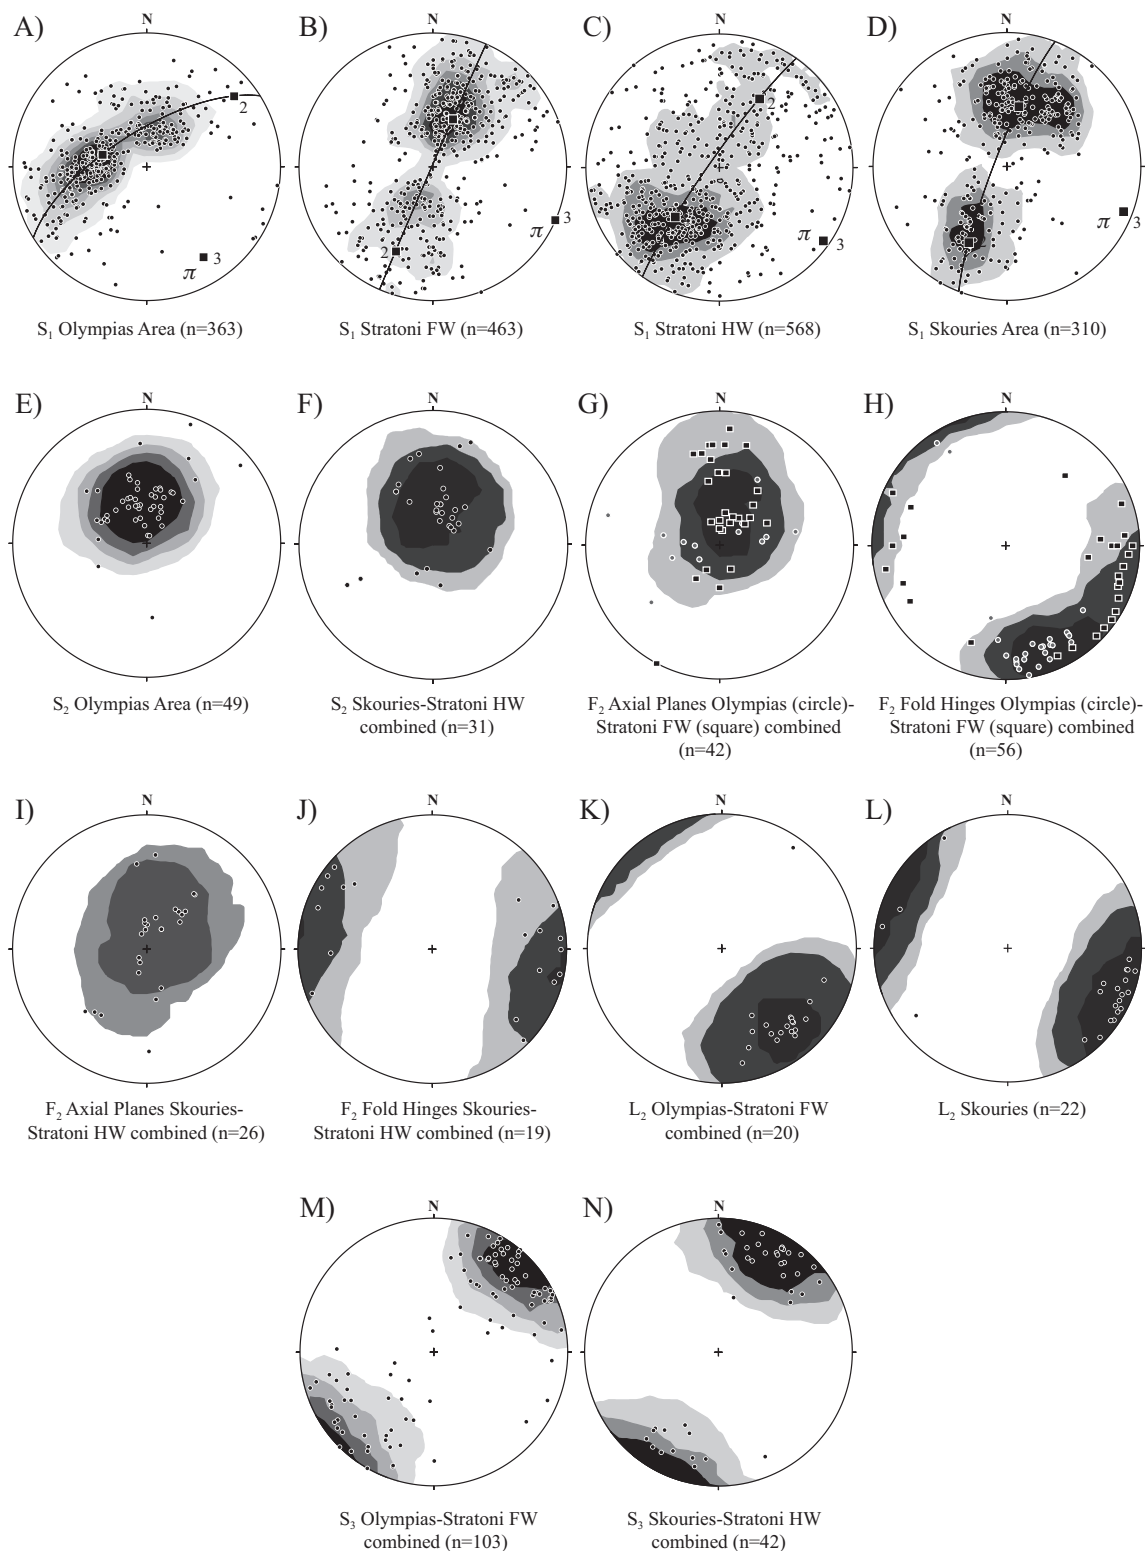 A)
N
2
π 3
S₁ Olympias Area (n=363)
B)
N
2
π 3
S₁ Stratoni FW (n=463)
C)
N
2
π 3
S₁ Stratoni HW (n=568)
D)
N
π 3
S₁ Skouries Area (n=310)
E)
N
S₂ Olympias Area (n=49)
F)
N
S₂ Skouries-Stratoni HW
combined (n=31)
G)
N
F₂ Axial Planes Olympias (circle)-
Stratoni FW (square) combined
(n=42)
H)
N
F₂ Fold Hinges Olympias (circle)-
Stratoni FW (square) combined
(n=56)
I)
N
F₂ Axial Planes Skouries-
Stratoni HW combined (n=26)
J)
N
F₂ Fold Hinges Skouries-
Stratoni HW combined (n=19)
K)
N
L₂ Olympias-Stratoni FW
combined (n=20)
L)
N
L₂ Skouries (n=22)
M)
N
S₃ Olympias-Stratoni FW
combined (n=103)
N)
N
S₃ Skouries-Stratoni HW
combined (n=42)